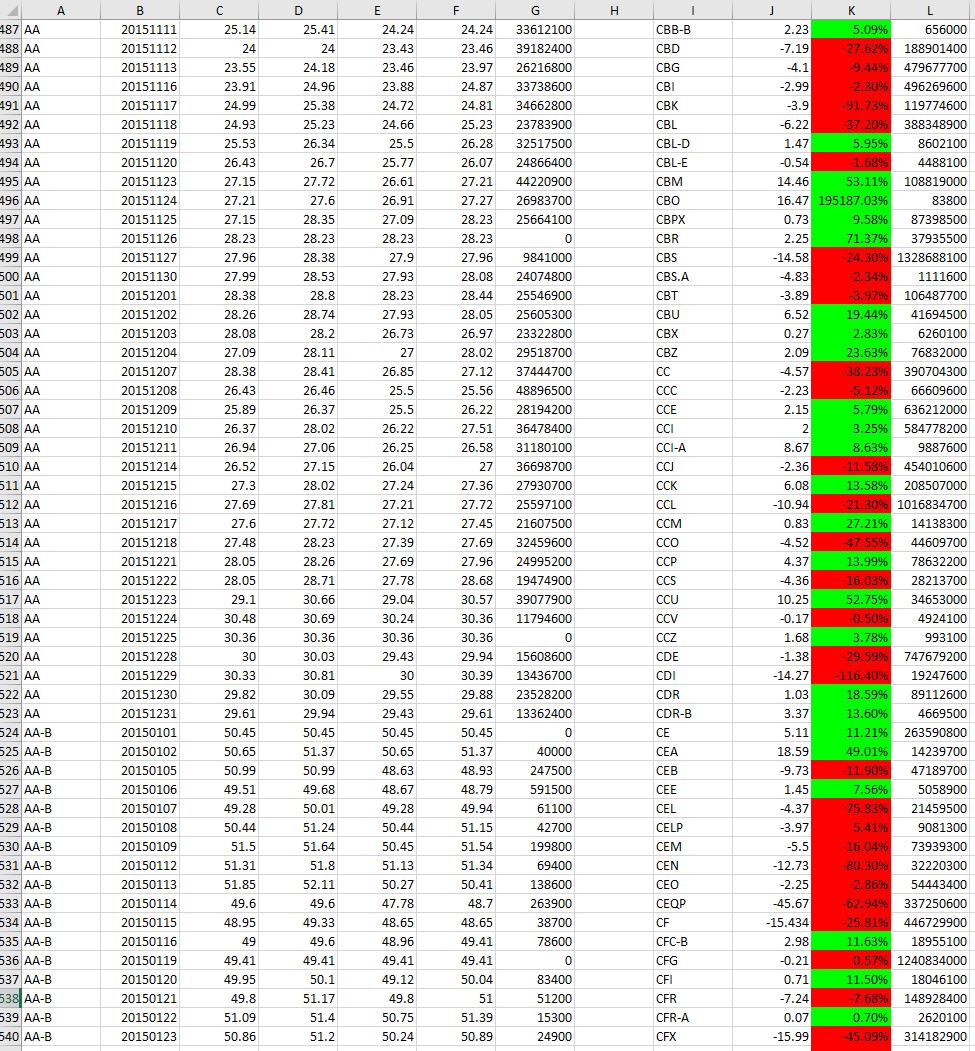 A B C D E F G H I J K L
487 AA 20151111 25.14 25.41 24.24 24.24 33612100 CBB-B 2.23 5.09% 656000
488 AA 20151112 24 24 23.43 23.46 39182400 CBD -7.19 -27.62% 188901400
489 AA 20151113 23.55 24.18 23.46 23.97 26216800 CBG -4.1 -9.44% 479677700
490 AA 20151116 23.91 24.96 23.88 24.87 33738600 CBI -2.99 -2.30% 496269600
491 AA 20151117 24.99 25.38 24.72 24.81 34662800 CBK -3.9 -91.73% 119774600
492 AA 20151118 24.93 25.23 24.66 25.23 23783900 CBL -6.22 -37.20% 388348900
493 AA 20151119 25.53 26.34 25.5 26.28 32517500 CBL-D 1.47 5.95% 8602100
494 AA 20151120 26.43 26.7 25.77 26.07 24866400 CBL-E -0.54 -1.68% 4488100
495 AA 20151123 27.15 27.72 26.61 27.21 44220900 CBM 14.46 53.11% 108819000
496 AA 20151124 27.21 27.6 26.91 27.27 26983700 CBO 16.47 195187.03% 83800
497 AA 20151125 27.15 28.35 27.09 28.23 25664100 CBPX 0.73 9.58% 87398500
498 AA 20151126 28.23 28.23 28.23 28.23 0 CBR 2.25 71.37% 37935500
499 AA 20151127 27.96 28.38 27.9 27.96 9841000 CBS -14.58 -24.30% 1328688100
500 AA 20151130 27.99 28.53 27.93 28.08 24074800 CBS.A -4.83 -2.34% 1111600
501 AA 20151201 28.38 28.8 28.23 28.44 25546900 CBT -3.89 -3.97% 106487700
502 AA 20151202 28.26 28.74 27.93 28.05 25605300 CBU 6.52 19.44% 41694500
503 AA 20151203 28.08 28.2 26.73 26.97 23322800 CBX 0.27 2.83% 6260100
504 AA 20151204 27.09 28.11 27 28.02 29518700 CBZ 2.09 23.63% 76832000
505 AA 20151207 28.38 28.41 26.85 27.12 37444700 CC -4.57 -38.23% 390704300
506 AA 20151208 26.43 26.46 25.5 25.56 48896500 CCC -2.23 -5.12% 66609600
507 AA 20151209 25.89 26.37 25.5 26.22 28194200 CCE 2.15 5.79% 636212000
508 AA 20151210 26.37 28.02 26.22 27.51 36478400 CCI 2 3.25% 584778200
509 AA 20151211 26.94 27.06 26.25 26.58 31180100 CCI-A 8.67 8.63% 9887600
510 AA 20151214 26.52 27.15 26.04 27 36698700 CCJ -2.36 -11.58% 454010600
511 AA 20151215 27.3 28.02 27.24 27.36 27930700 CCK 6.08 13.58% 208507000
512 AA 20151216 27.69 27.81 27.21 27.72 25597100 CCL -10.94 -21.30% 1016834700
513 AA 20151217 27.6 27.72 27.12 27.45 21607500 CCM 0.83 27.21% 14138300
514 AA 20151218 27.48 28.23 27.39 27.69 32459600 CCO -4.52 -47.55% 44609700
515 AA 20151221 28.05 28.26 27.69 27.96 24995200 CCP 4.37 13.99% 78632200
516 AA 20151222 28.05 28.71 27.78 28.68 19474900 CCS -4.36 -16.03% 28213700
517 AA 20151223 29.1 30.66 29.04 30.57 39077900 CCU 10.25 52.75% 34653000
518 AA 20151224 30.48 30.69 30.24 30.36 11794600 CCV -0.17 -0.50% 4924100
519 AA 20151225 30.36 30.36 30.36 30.36 0 CCZ 1.68 3.78% 993100
520 AA 20151228 30 30.03 29.43 29.94 15608600 CDE -1.38 -29.59% 747679200
521 AA 20151229 30.33 30.81 30 30.39 13436700 CDI -14.27 -116.40% 19247600
522 AA 20151230 29.82 30.09 29.55 29.88 23528200 CDR 1.03 18.59% 89112600
523 AA 20151231 29.61 29.94 29.43 29.61 13362400 CDR-B 3.37 13.60% 4669500
524 AA-B 20150101 50.45 50.45 50.45 50.45 0 CE 5.11 11.21% 263590800
525 AA-B 20150102 50.65 51.37 50.65 51.37 40000 CEA 18.59 49.01% 14239700
526 AA-B 20150105 50.99 50.99 48.63 48.93 247500 CEB -9.73 -11.90% 47189700
527 AA-B 20150106 49.51 49.68 48.67 48.79 591500 CEE 1.45 7.56% 5058900
528 AA-B 20150107 49.28 50.01 49.28 49.94 61100 CEL -4.37 -75.83% 21459500
529 AA-B 20150108 50.44 51.24 50.44 51.15 42700 CELP -3.97 5.41% 9081300
530 AA-B 20150109 51.5 51.64 50.45 51.54 199800 CEM -5.5 -16.04% 73939300
531 AA-B 20150112 51.31 51.8 51.13 51.34 69400 CEN -12.73 -80.30% 32220300
532 AA-B 20150113 51.85 52.11 50.27 50.41 138600 CEO -2.25 -2.86% 54443400
533 AA-B 20150114 49.6 49.6 47.78 48.7 263900 CEQP -45.67 -62.94% 337250600
534 AA-B 20150115 48.95 49.33 48.65 48.65 38700 CF -15.434 -25.81% 446729900
535 AA-B 20150116 49 49.6 48.96 49.41 78600 CFC-B 2.98 11.63% 18955100
536 AA-B 20150119 49.41 49.41 49.41 49.41 0 CFG -0.21 0.57% 1240834000
537 AA-B 20150120 49.95 50.1 49.12 50.04 83400 CFI 0.71 11.50% 18046100
538 AA-B 20150121 49.8 51.17 49.8 51 51200 CFR -7.24 -7.68% 148928400
539 AA-B 20150122 51.09 51.4 50.75 51.39 15300 CFR-A 0.07 0.70% 2620100
540 AA-B 20150123 50.86 51.2 50.24 50.89 24900 CFX -15.99 -45.09% 314182900